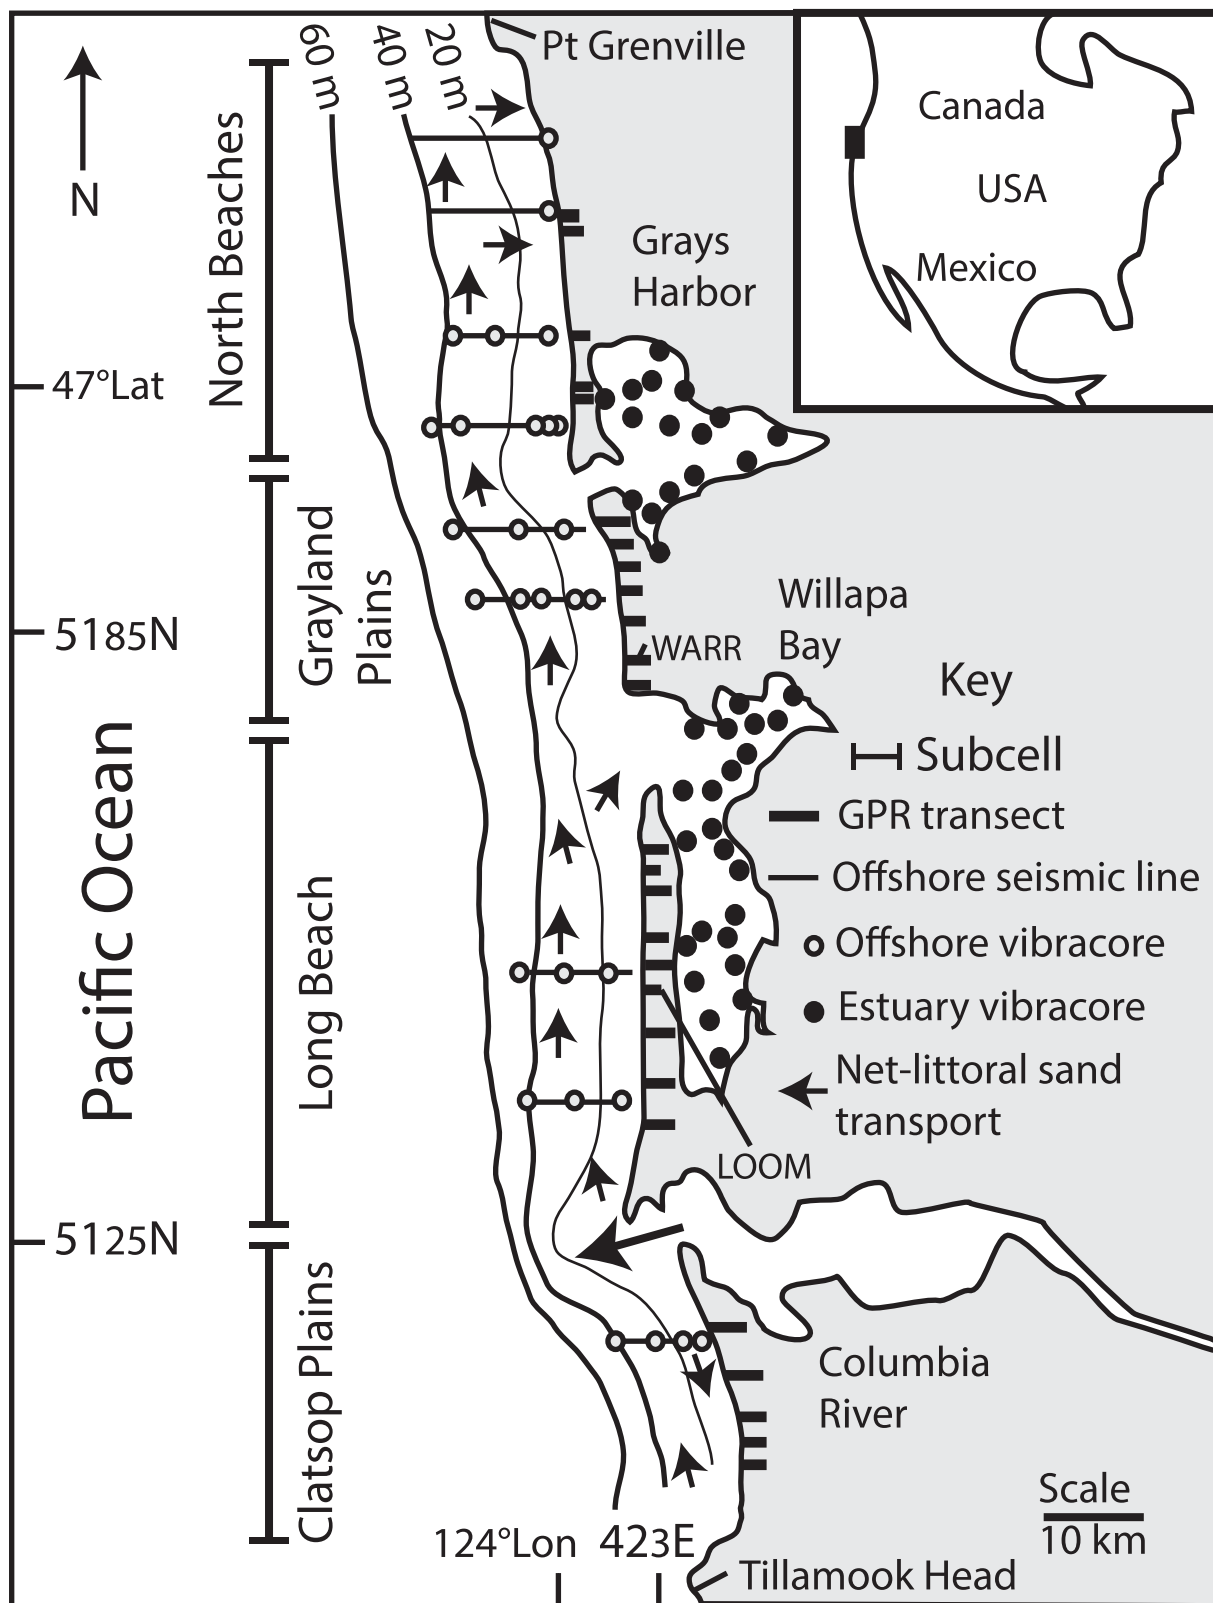 60 m
40 m
20 m
Pt Grenville
Canada
USA
Mexico
N
North Beaches
Grays
Harbor
47°Lat
Grayland
Plains
Willapa
Bay
5185N
WARR
Key
Subcell
GPR transect
Offshore seismic line
Offshore vibracore
Estuary vibracore
Net-littoral sand
transport
Pacific Ocean
Long Beach
LOOM
5125N
Clatsop Plains
Columbia
River
Scale
10 km
124°Lon
423E
Tillamook Head